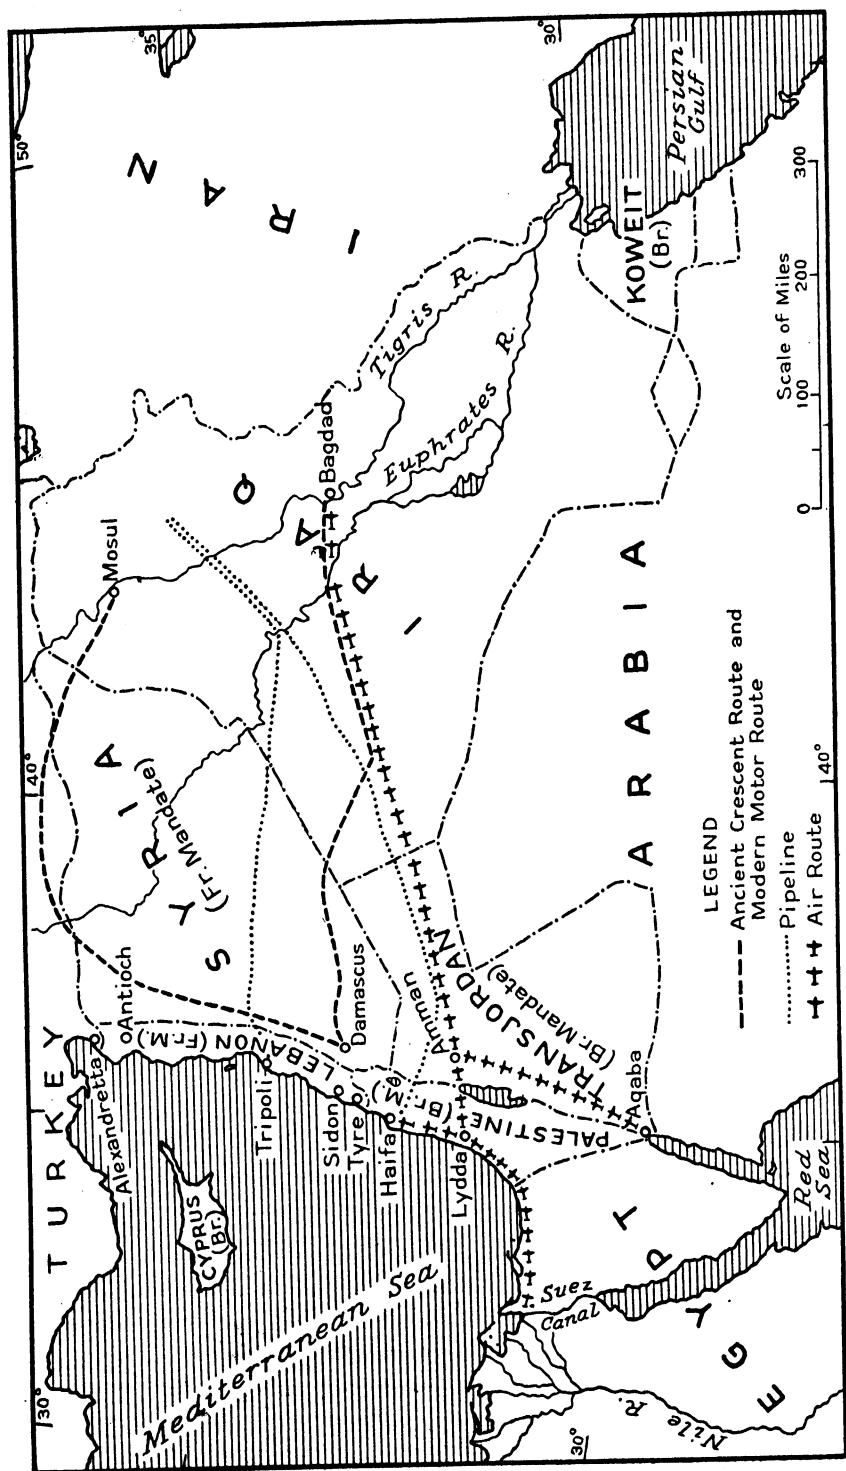 30°
40°
50°
35°
TURKEY
Alexandretta
Antioch
CYPRUS
(Br.)
Mediterranean Sea
SYRIA
(Fr. Mandate)
Mosul
LEBANON (Fr. M.)
Tripoli
Sidon
Tyre
Haifa
Damascus
IRAQ
Bagdad
Tigris R.
Euphrates R.
IRAN
PALESTINE (Br. M.)
Lydda
Amman
TRANSJORDAN
(Br. Mandate)
Aqaba
Suez
Canal
Nile R.
EGYPT
Red
Sea
ARABIA
KOWEIT
(Br.)
Persian
Gulf
30°
30°
40°
LEGEND
Ancient Crescent Route and
Modern Motor Route
Pipeline
Air Route
Scale of Miles
0 100 200 300